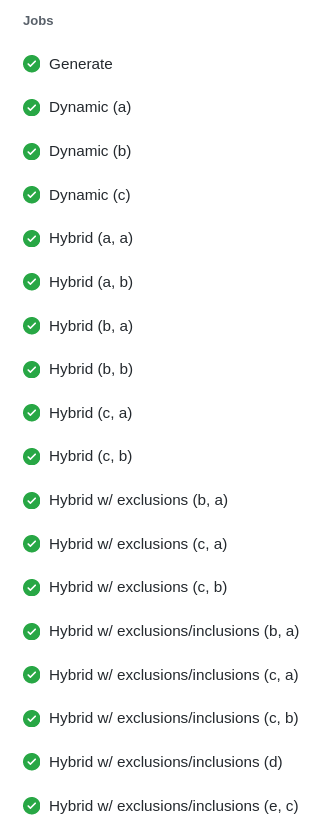 Jobs
Generate
Dynamic (a)
Dynamic (b)
Dynamic (c)
Hybrid (a, a)
Hybrid (a, b)
Hybrid (b, a)
Hybrid (b, b)
Hybrid (c, a)
Hybrid (c, b)
Hybrid w/ exclusions (b, a)
Hybrid w/ exclusions (c, a)
Hybrid w/ exclusions (c, b)
Hybrid w/ exclusions/inclusions (b, a)
Hybrid w/ exclusions/inclusions (c, a)
Hybrid w/ exclusions/inclusions (c, b)
Hybrid w/ exclusions/inclusions (d)
Hybrid w/ exclusions/inclusions (e, c)